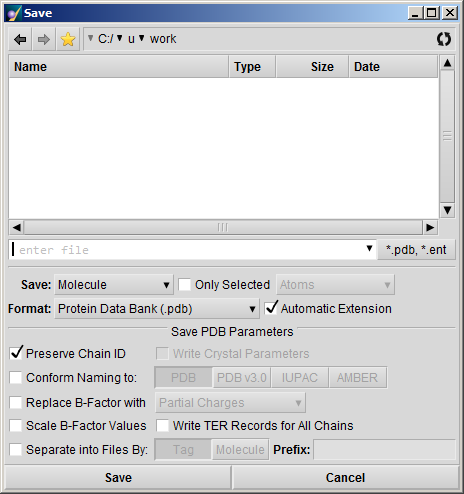 Save
C:/ u work
Name Type Size Date
enter file *.pdb, *.ent
Save: Molecule Only Selected Atoms
Format: Protein Data Bank (.pdb) Automatic Extension
Save PDB Parameters
Preserve Chain ID Write Crystal Parameters
Conform Naming to: PDB PDB v3.0 IUPAC AMBER
Replace B-Factor with Partial Charges
Scale B-Factor Values Write TER Records for All Chains
Separate into Files By: Tag Molecule Prefix:
Save Cancel